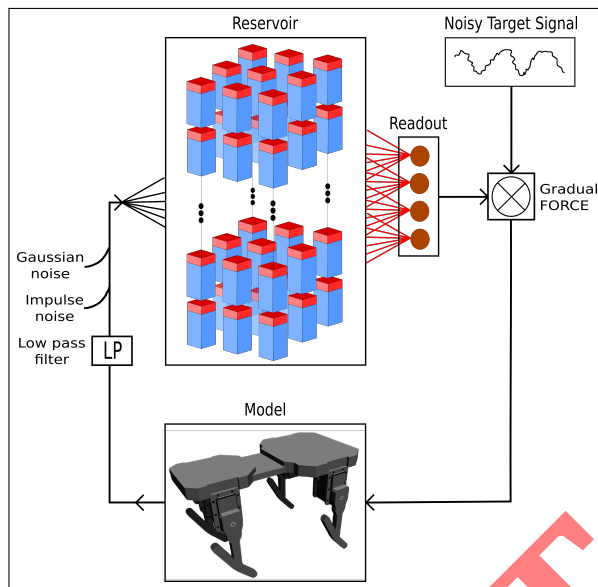 Reservoir
Noisy Target Signal
Readout
Gradual
FORCE
Gaussian
noise
Impulse
noise
Low pass
filter
LP
Model
T